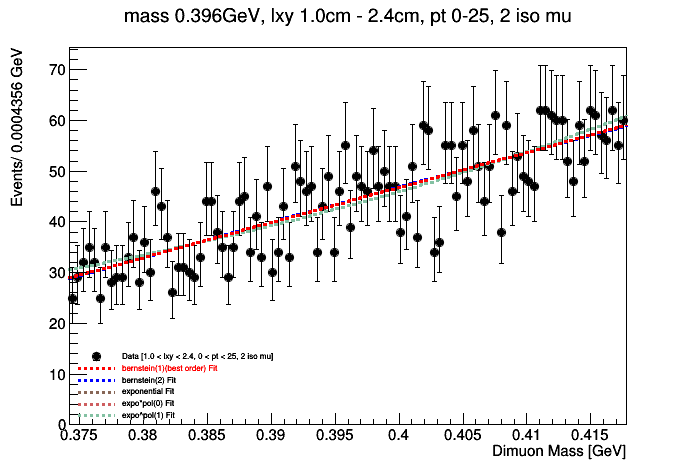 mass 0.396GeV, lxy 1.0cm - 2.4cm, pt 0-25, 2 iso mu
Events/ 0.0004356 GeV
70
60
50
40
30
20
10
0
Data [1.0 < lxy < 2.4, 0 < pt < 25, 2 iso mu]
bernstein(1)(best order) Fit
bernstein(2) Fit
exponential Fit
expo*pol(0) Fit
expo*pol(1) Fit
0.375 0.38 0.385 0.39 0.395 0.4 0.405 0.41 0.415
Dimuon Mass [GeV]